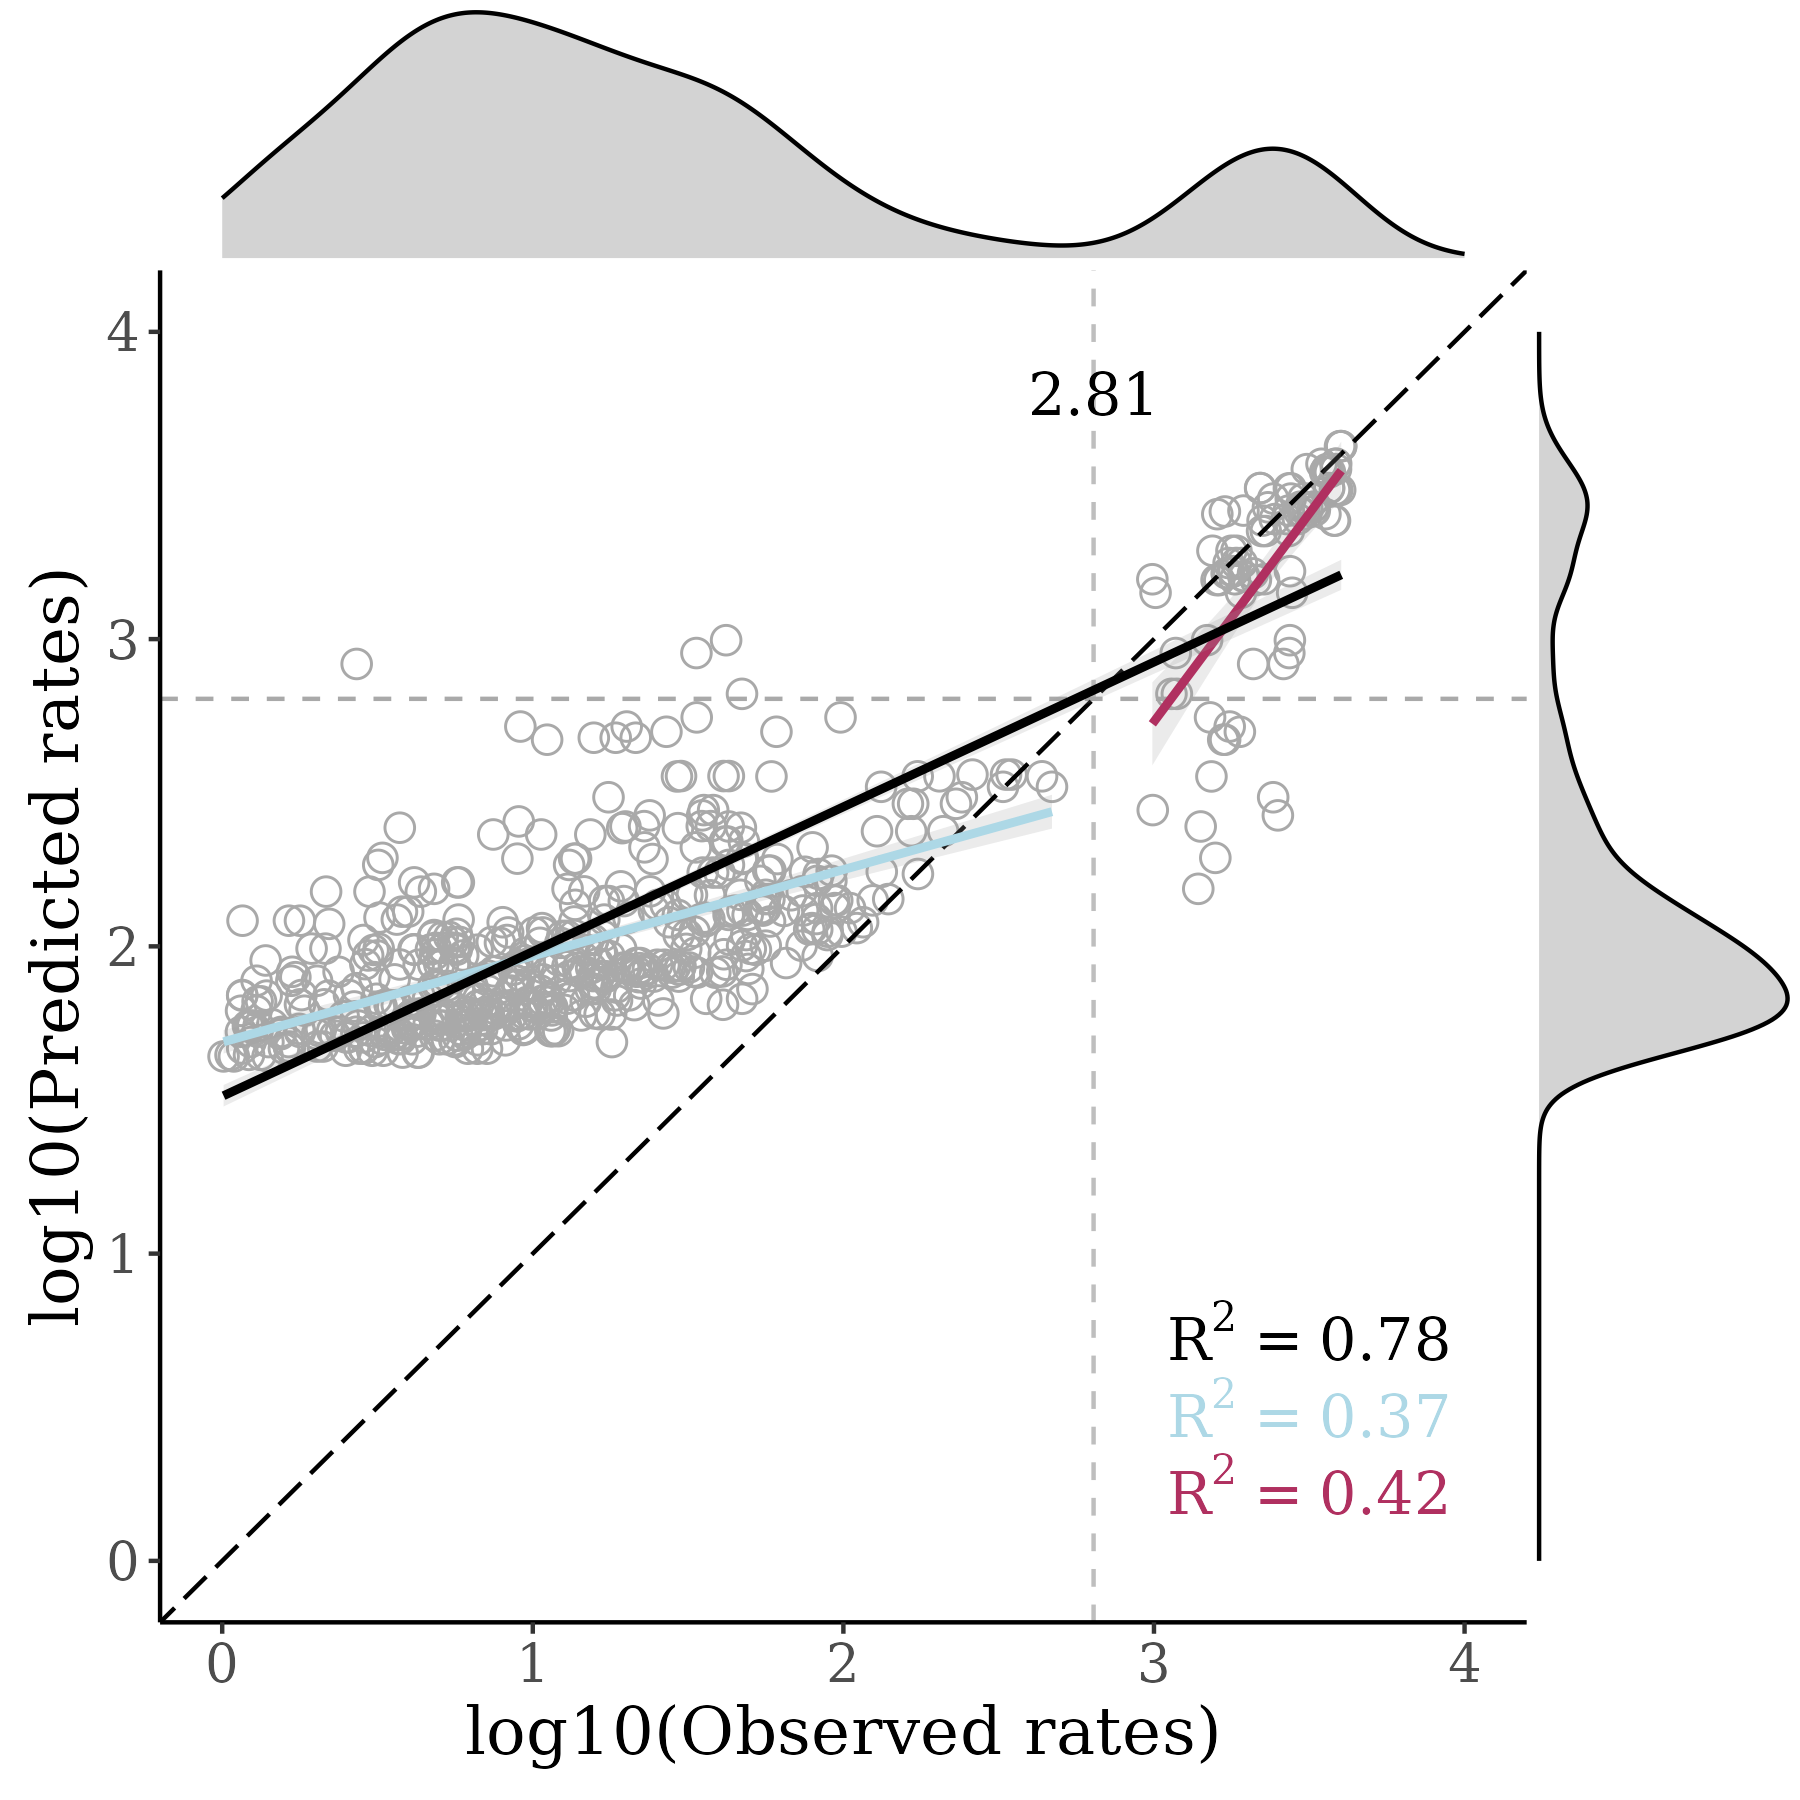 4
2.81
3
2
1
0
log10(Predicted rates)
R² = 0.78
R² = 0.37
R² = 0.42
0 1 2 3 4
log10(Observed rates)